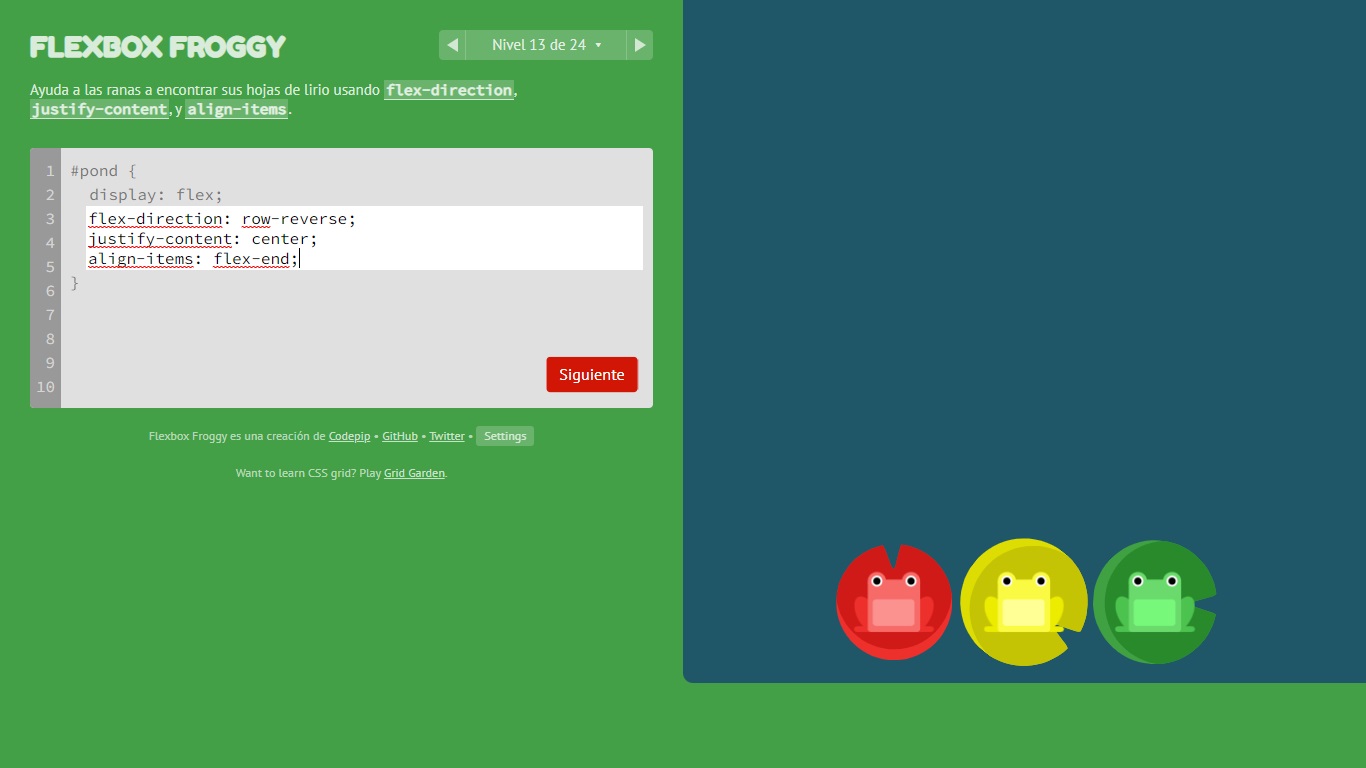 FLEXBOX FROGGY
Nivel 13 de 24
Ayuda a las ranas a encontrar sus hojas de lirio usando flex-direction,
justify-content, y align-items.
1 #pond {
2 display: flex;
3 flex-direction: row-reverse;
4 justify-content: center;
5 align-items: flex-end;
6 }
7
8
9
10
Siguiente
Flexbox Froggy es una creación de Codepip • GitHub • Twitter • Settings
Want to learn CSS grid? Play Grid Garden.